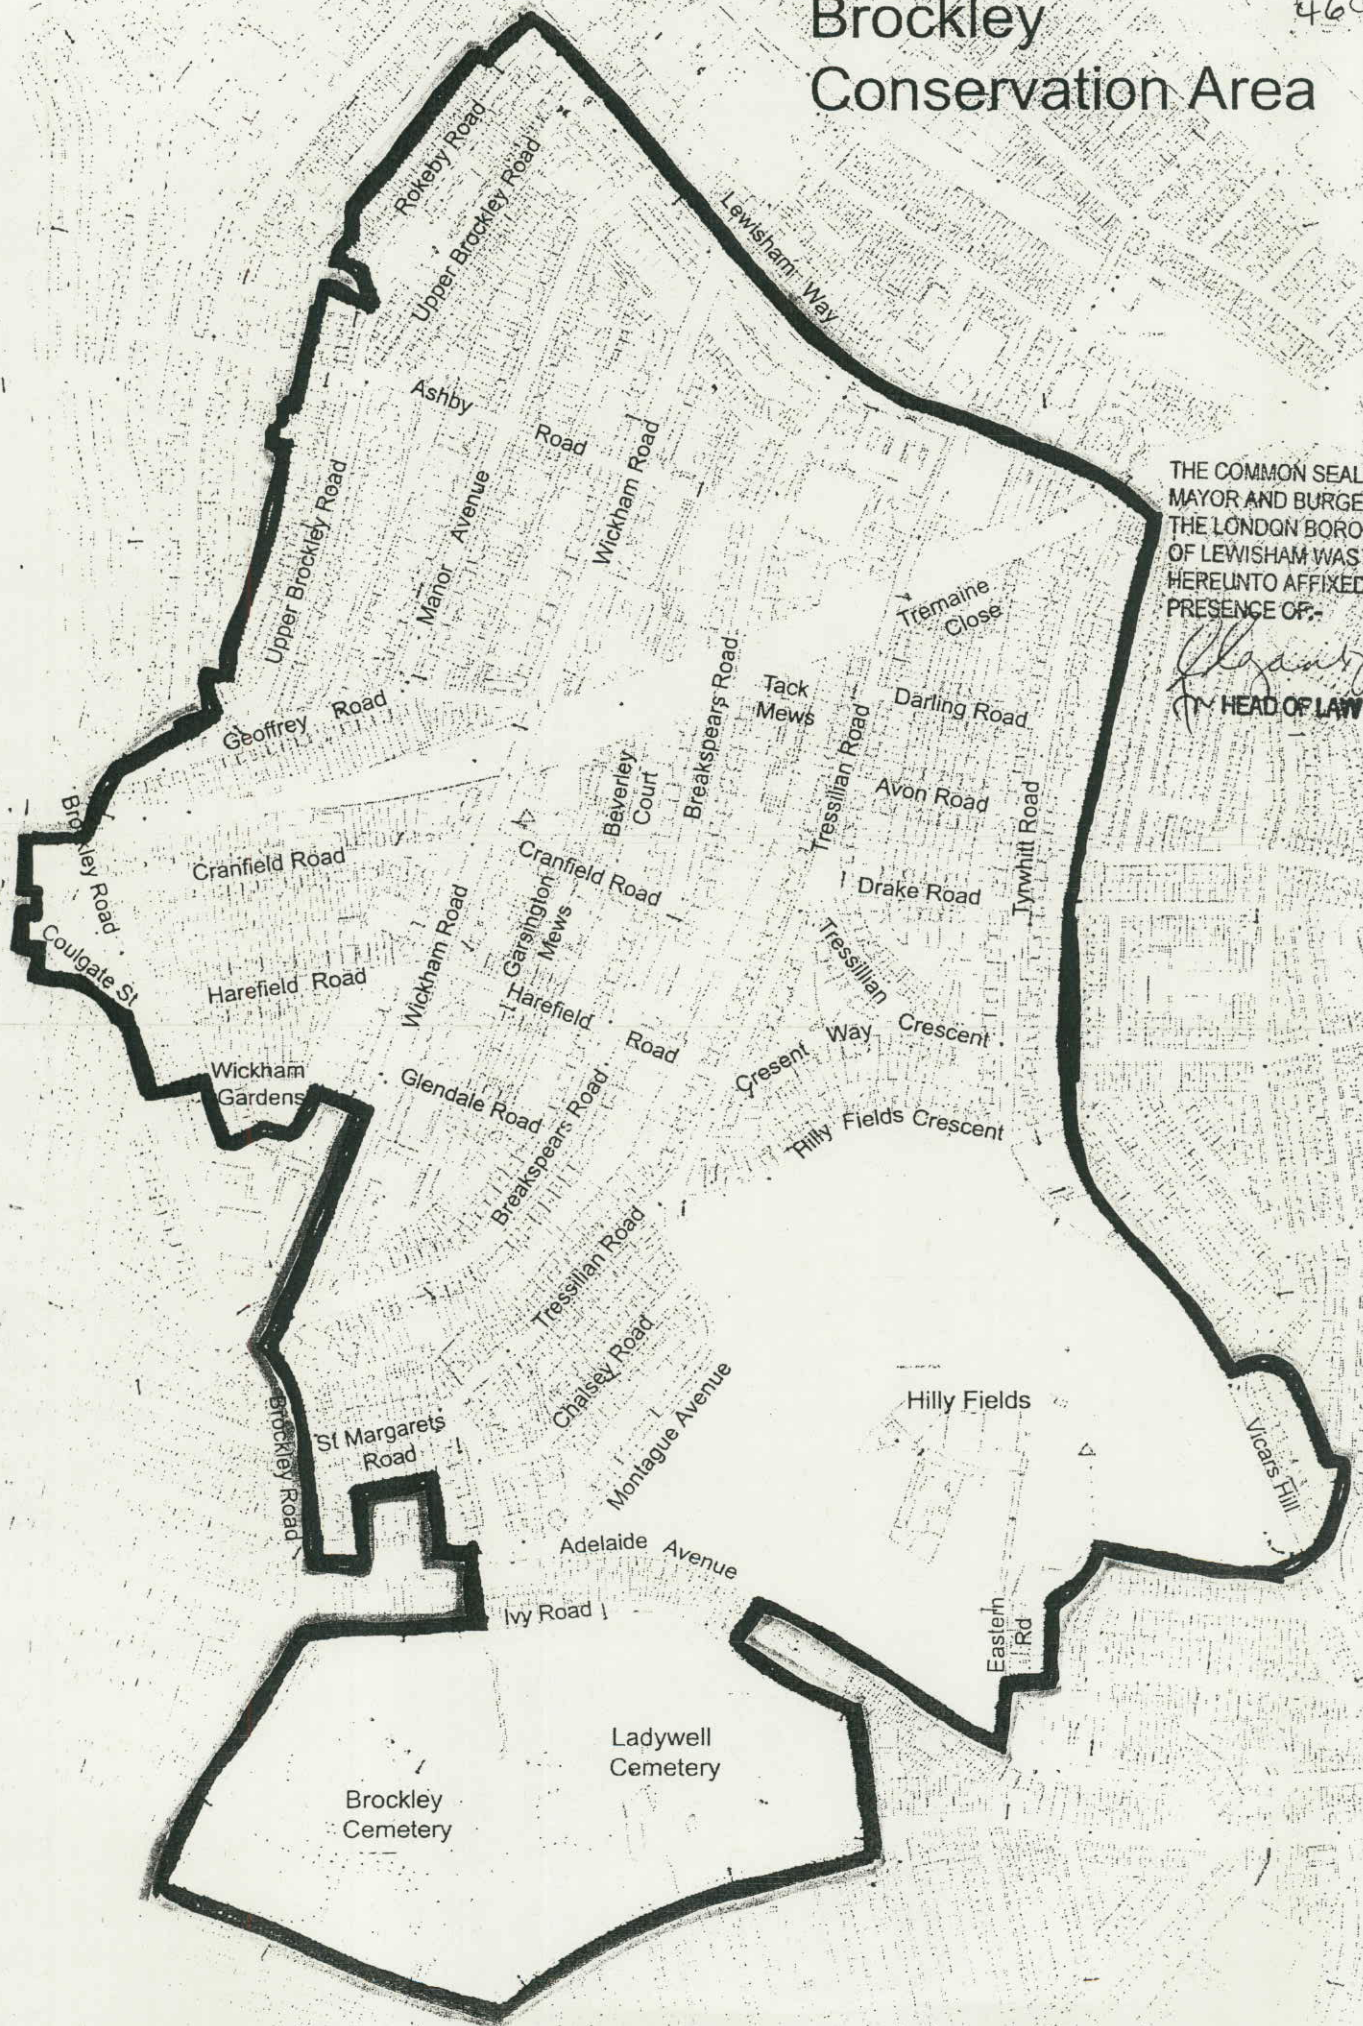 Brockley
Conservation Area
Rokeby Road
Upper Brockley Road
Lewisham Way
Ashby
Road
Wickham Road
Manor Avenue
Upper Brockley Road
THE COMMON SEAL
MAYOR AND BURGE
THE LONDON BORO
OF LEWISHAM WAS
HEREUNTO AFFIXED
PRESENCE OF:-
HEAD OF LAW
Tremaine
Close
Tack
Mews
Breakspears Road
Tressilian Road
Darling Road
Geoffrey Road
Beverley
Court
Avon Road
Tyrwhitt Road
Brockley Road
Cranfield Road
Cranfield Road
Drake Road
Wickham Road
Garsington
Mews
Tressillian
Crescent
Coulgate St
Harefield Road
Harefield
Road
Cresent Way
Wickham
Gardens
Glendale Road
Breakspears Road
Hilly Fields Crescent
Tressillian Road
Chalsey Road
Montague Avenue
Hilly Fields
Vicars Hill
Brockley Road
St Margarets
Road
Adelaide Avenue
Ivy Road
Eastern
Rd
Ladywell
Cemetery
Brockley
Cemetery